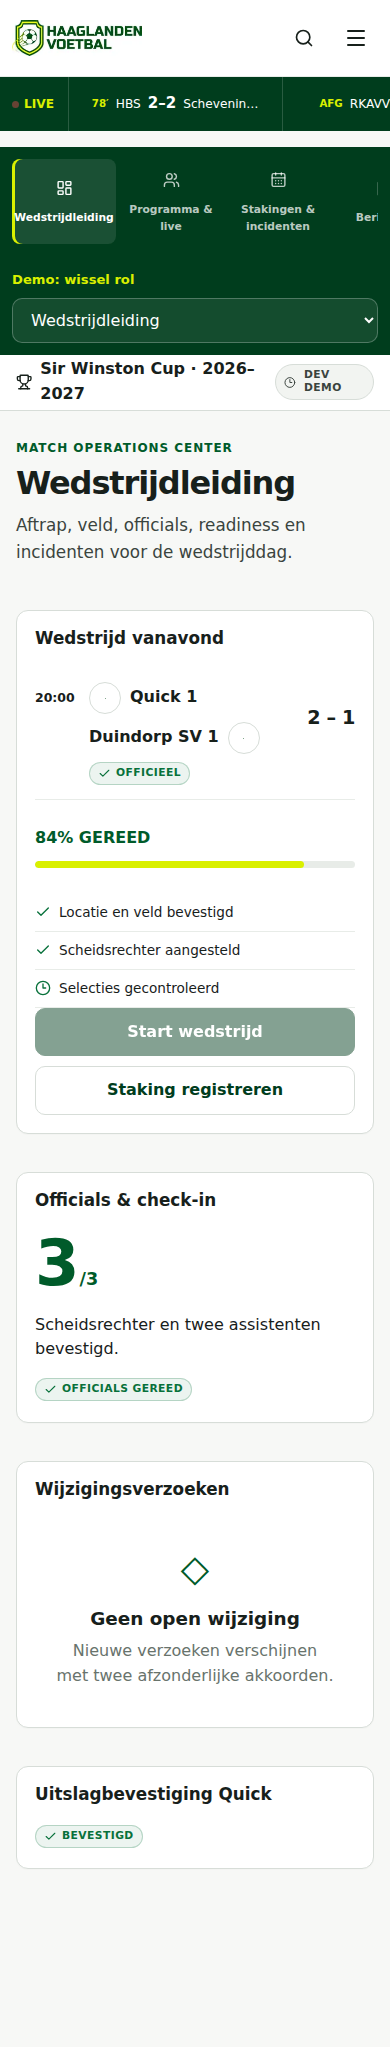 HAAGLANDEN
VOETBAL
LIVE 78' HBS 2–2 Schevenin… AFG RKAVV
Wedstrijdleiding
Programma &
live
Stakingen &
incidenten
Demo: wissel rol
Wedstrijdleiding
Sir Winston Cup · 2026–
2027
DEV
DEMO
MATCH OPERATIONS CENTER
Wedstrijdleiding
Aftrap, veld, officials, readiness en
incidenten voor de wedstrijddag.
Wedstrijd vanavond
20:00 Quick 1
Duindorp SV 1
2 – 1
OFFICIEEL
84% GEREED
Locatie en veld bevestigd
Scheidsrechter aangesteld
Selecties gecontroleerd
Start wedstrijd
Staking registreren
Officials & check-in
3/3
Scheidsrechter en twee assistenten
bevestigd.
OFFICIALS GEREED
Wijzigingsverzoeken
Geen open wijziging
Nieuwe verzoeken verschijnen
met twee afzonderlijke akkoorden.
Uitslagbevestiging Quick
BEVESTIGD